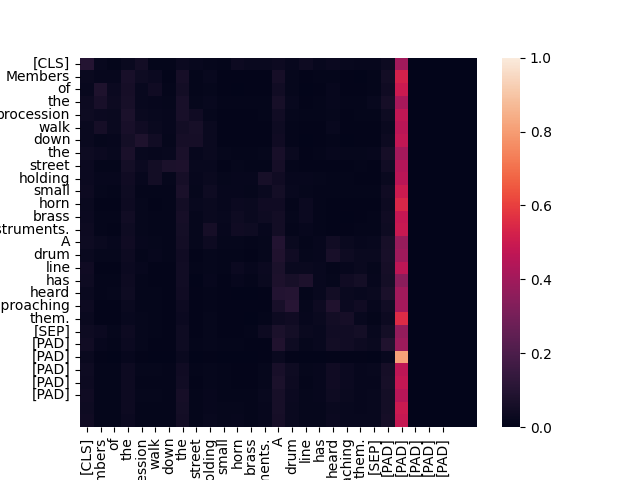 [CLS]
Members
of
the
procession
walk
down
the
street
holding
small
horn
brass
struments.
A
drum
line
has
heard
proaching
them.
[SEP]
[PAD]
[PAD]
[PAD]
[PAD]
[PAD]
1.0
0.8
0.6
0.4
0.2
0.0
[CLS]
mbers
of
the
ession
walk
down
the
street
olding
small
horn
brass
ments.
A
drum
line
has
heard
aching
them.
[SEP]
[PAD]
[PAD]
[PAD]
[PAD]
[PAD]